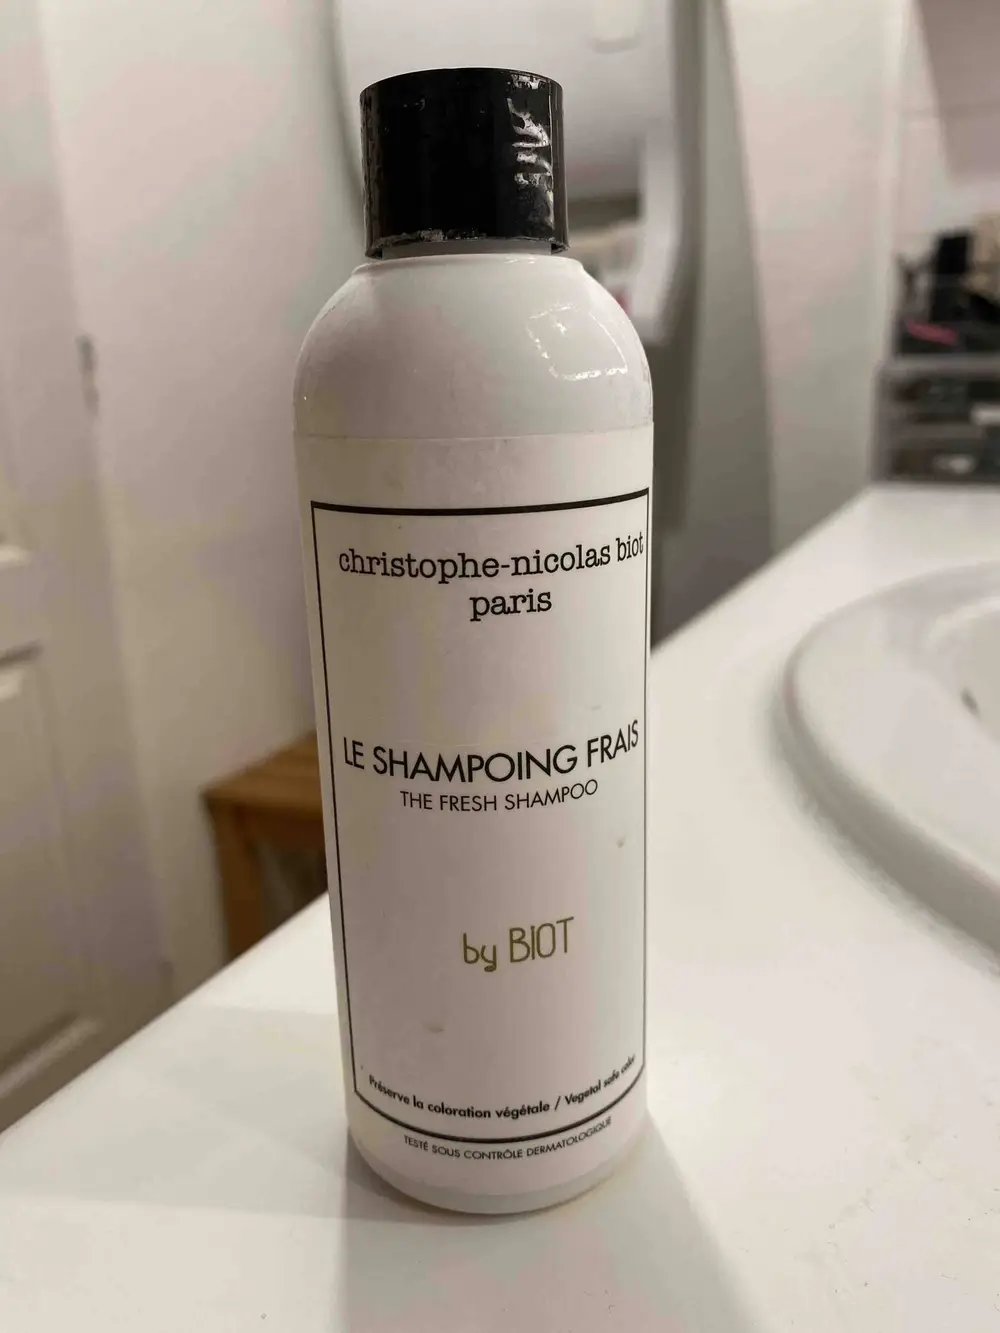 christophe-nicolas biot
paris
LE SHAMPOING FRAIS
THE FRESH SHAMPOO
by BIOT
Préserve la coloration végétale / Vegetal safe color
TESTÉ SOUS CONTRÔLE DERMATOLOGIQUE